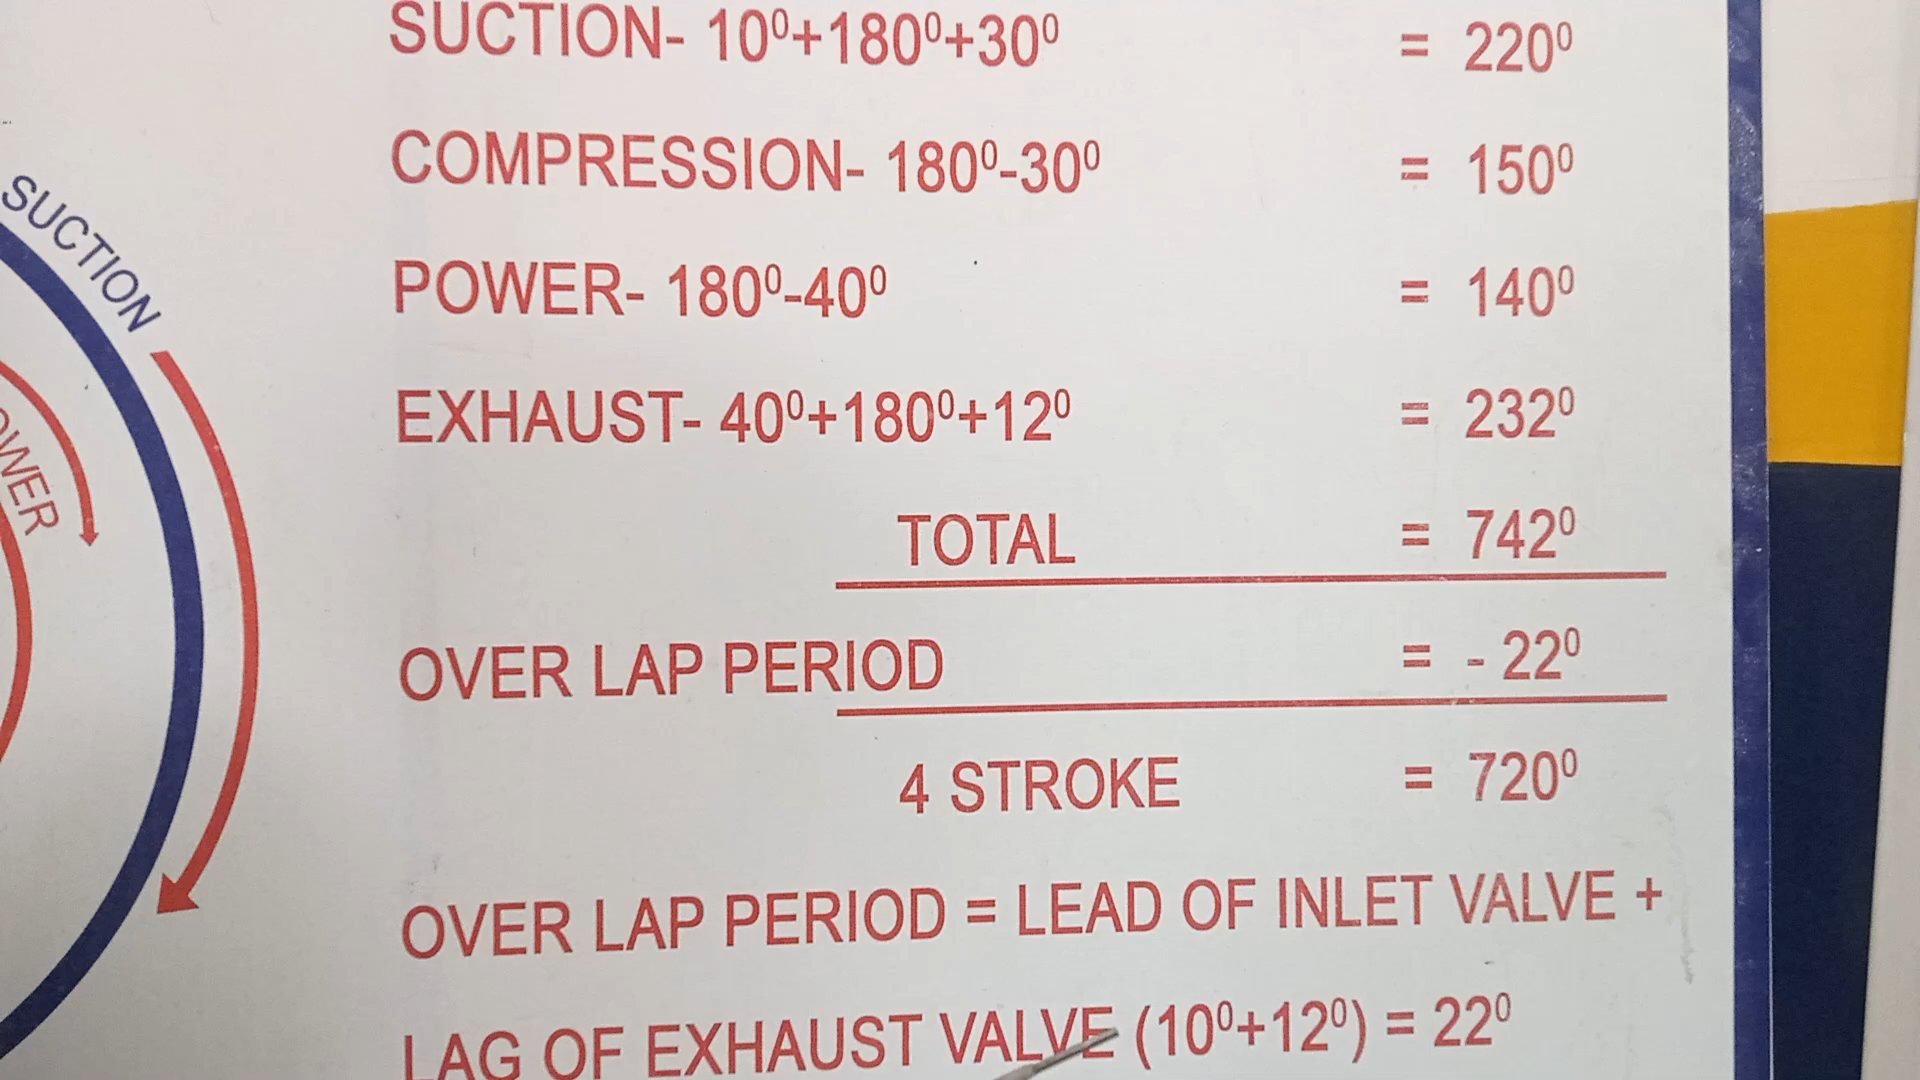 SUCTION- 10⁰+180⁰+30⁰ = 220⁰
COMPRESSION- 180⁰-30⁰ = 150⁰
POWER- 180⁰-40⁰ = 140⁰
EXHAUST- 40⁰+180⁰+12⁰ = 232⁰
TOTAL = 742⁰
OVER LAP PERIOD = - 22⁰
4 STROKE = 720⁰
OVER LAP PERIOD = LEAD OF INLET VALVE +
LAG OF EXHAUST VALVE (10⁰+12⁰) = 22⁰
SUCTION
OWER